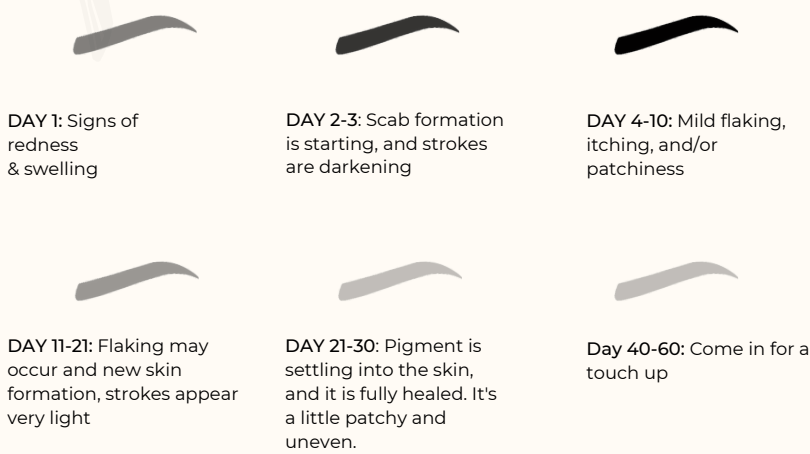 DAY 1: Signs of
redness
& swelling
DAY 2-3: Scab formation
is starting, and strokes
are darkening
DAY 4-10: Mild flaking,
itching, and/or
patchiness
DAY 11-21: Flaking may
occur and new skin
formation, strokes appear
very light
DAY 21-30: Pigment is
settling into the skin,
and it is fully healed. It's
a little patchy and
uneven.
Day 40-60: Come in for a
touch up